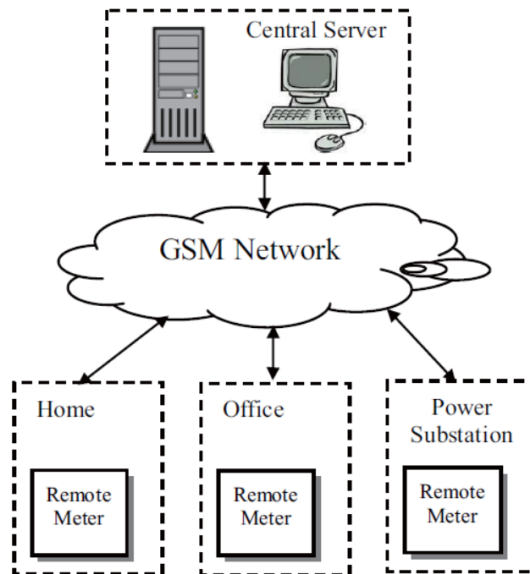 Central Server
GSM Network
Home
Remote
Meter
Office
Remote
Meter
Power
Substation
Remote
Meter